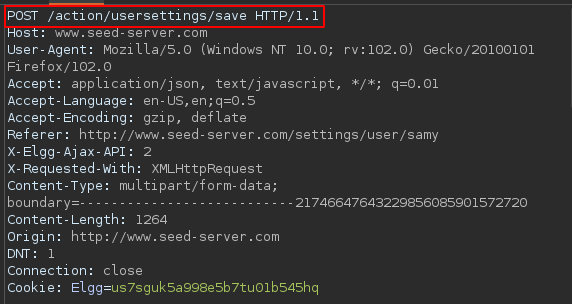 POST /action/usersettings/save HTTP/1.1
Host: www.seed-server.com
User-Agent: Mozilla/5.0 (Windows NT 10.0; rv:102.0) Gecko/20100101
Firefox/102.0
Accept: application/json, text/javascript, */*; q=0.01
Accept-Language: en-US,en;q=0.5
Accept-Encoding: gzip, deflate
Referer: http://www.seed-server.com/settings/user/samy
X-Elgg-Ajax-API: 2
X-Requested-With: XMLHttpRequest
Content-Type: multipart/form-data;
boundary=---------------------------217466476432298560859015​72720
Content-Length: 1264
Origin: http://www.seed-server.com
DNT: 1
Connection: close
Cookie: Elgg=us7sguk5a998e5b7tu01b545hq